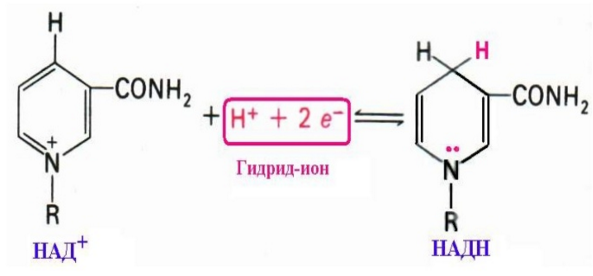 H
CONH₂
N⁺
R
НАД⁺
+
H⁺ + 2 e⁻
Гидрид-ион
H H
CONH₂
N
R
НАДН